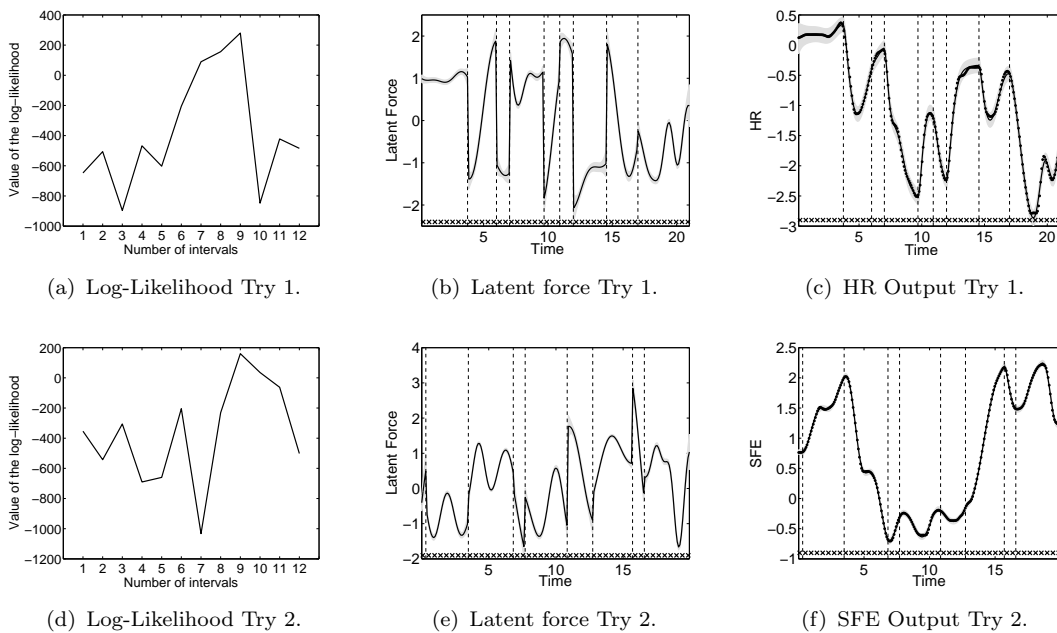 400
200
0
−200
−400
−600
−800
−1000
Value of the log−likelihood
1 2 3 4 5 6 7 8 9 10 11 12
Number of intervals
(a) Log-Likelihood Try 1.
2
1
0
−1
−2
Latent Force
5 10 15 20
Time
(b) Latent force Try 1.
0.5
0
−0.5
−1
−1.5
−2
−2.5
−3
HR
5 10 15 20
Time
(c) HR Output Try 1.
200
0
−200
−400
−600
−800
−1000
−1200
Value of the log−likelihood
1 2 3 4 5 6 7 8 9 10 11 12
Number of intervals
(d) Log-Likelihood Try 2.
4
3
2
1
0
−1
−2
Latent Force
5 10 15
Time
(e) Latent force Try 2.
2.5
2
1.5
1
0.5
0
−0.5
−1
SFE
5 10 15
Time
(f) SFE Output Try 2.